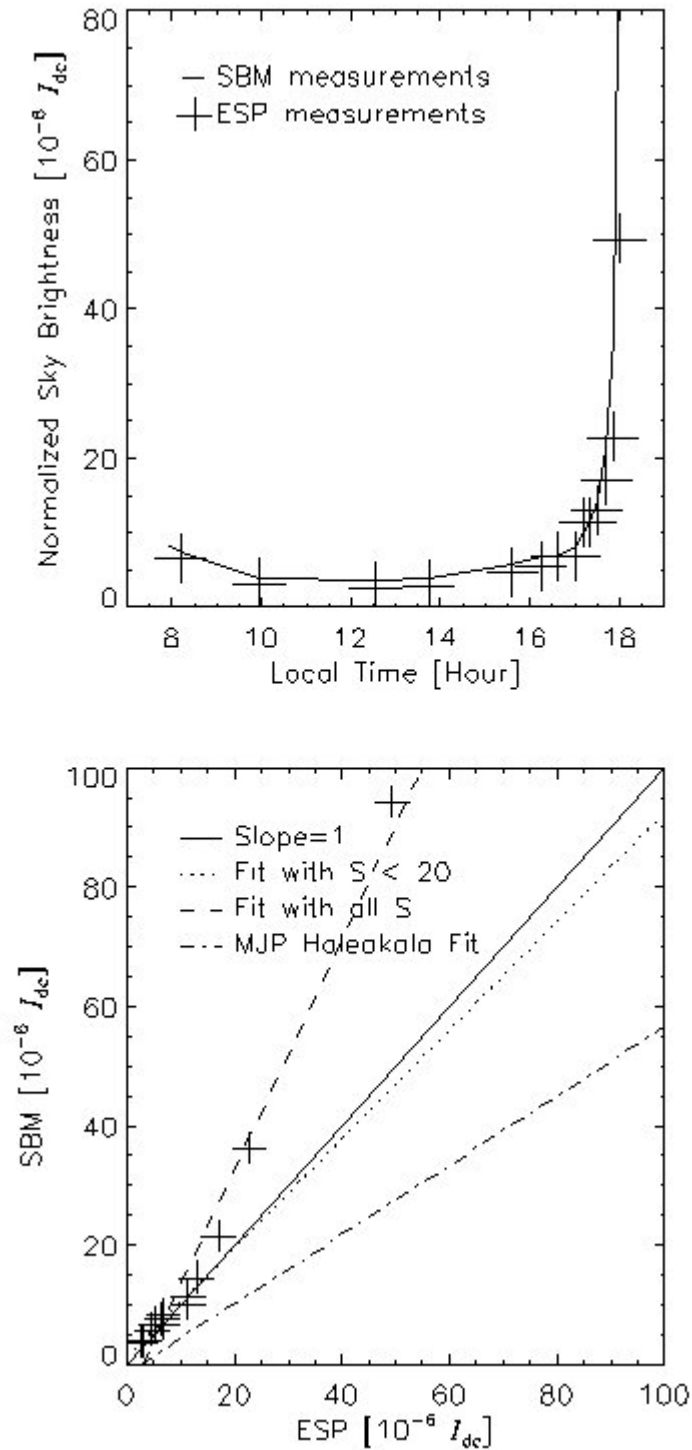 80
60
40
20
0
Normalized Sky Brightness [10⁻⁶ I_dc]
SBM measurements
ESP measurements
8 10 12 14 16 18
Local Time [Hour]
100
80
60
40
20
0
SBM [10⁻⁶ I_dc]
Slope=1
Fit with S < 20
Fit with all S
MJP Haleakala Fit
0 20 40 60 80 100
ESP [10⁻⁶ I_dc]